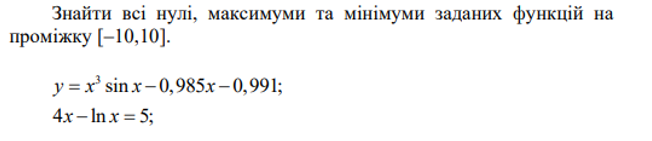 Знайти всі нулі, максимуми та мінімуми заданих функцій на
проміжку [–10,10].
y = x³ sin x – 0,985x – 0,991;
4x – ln x = 5;